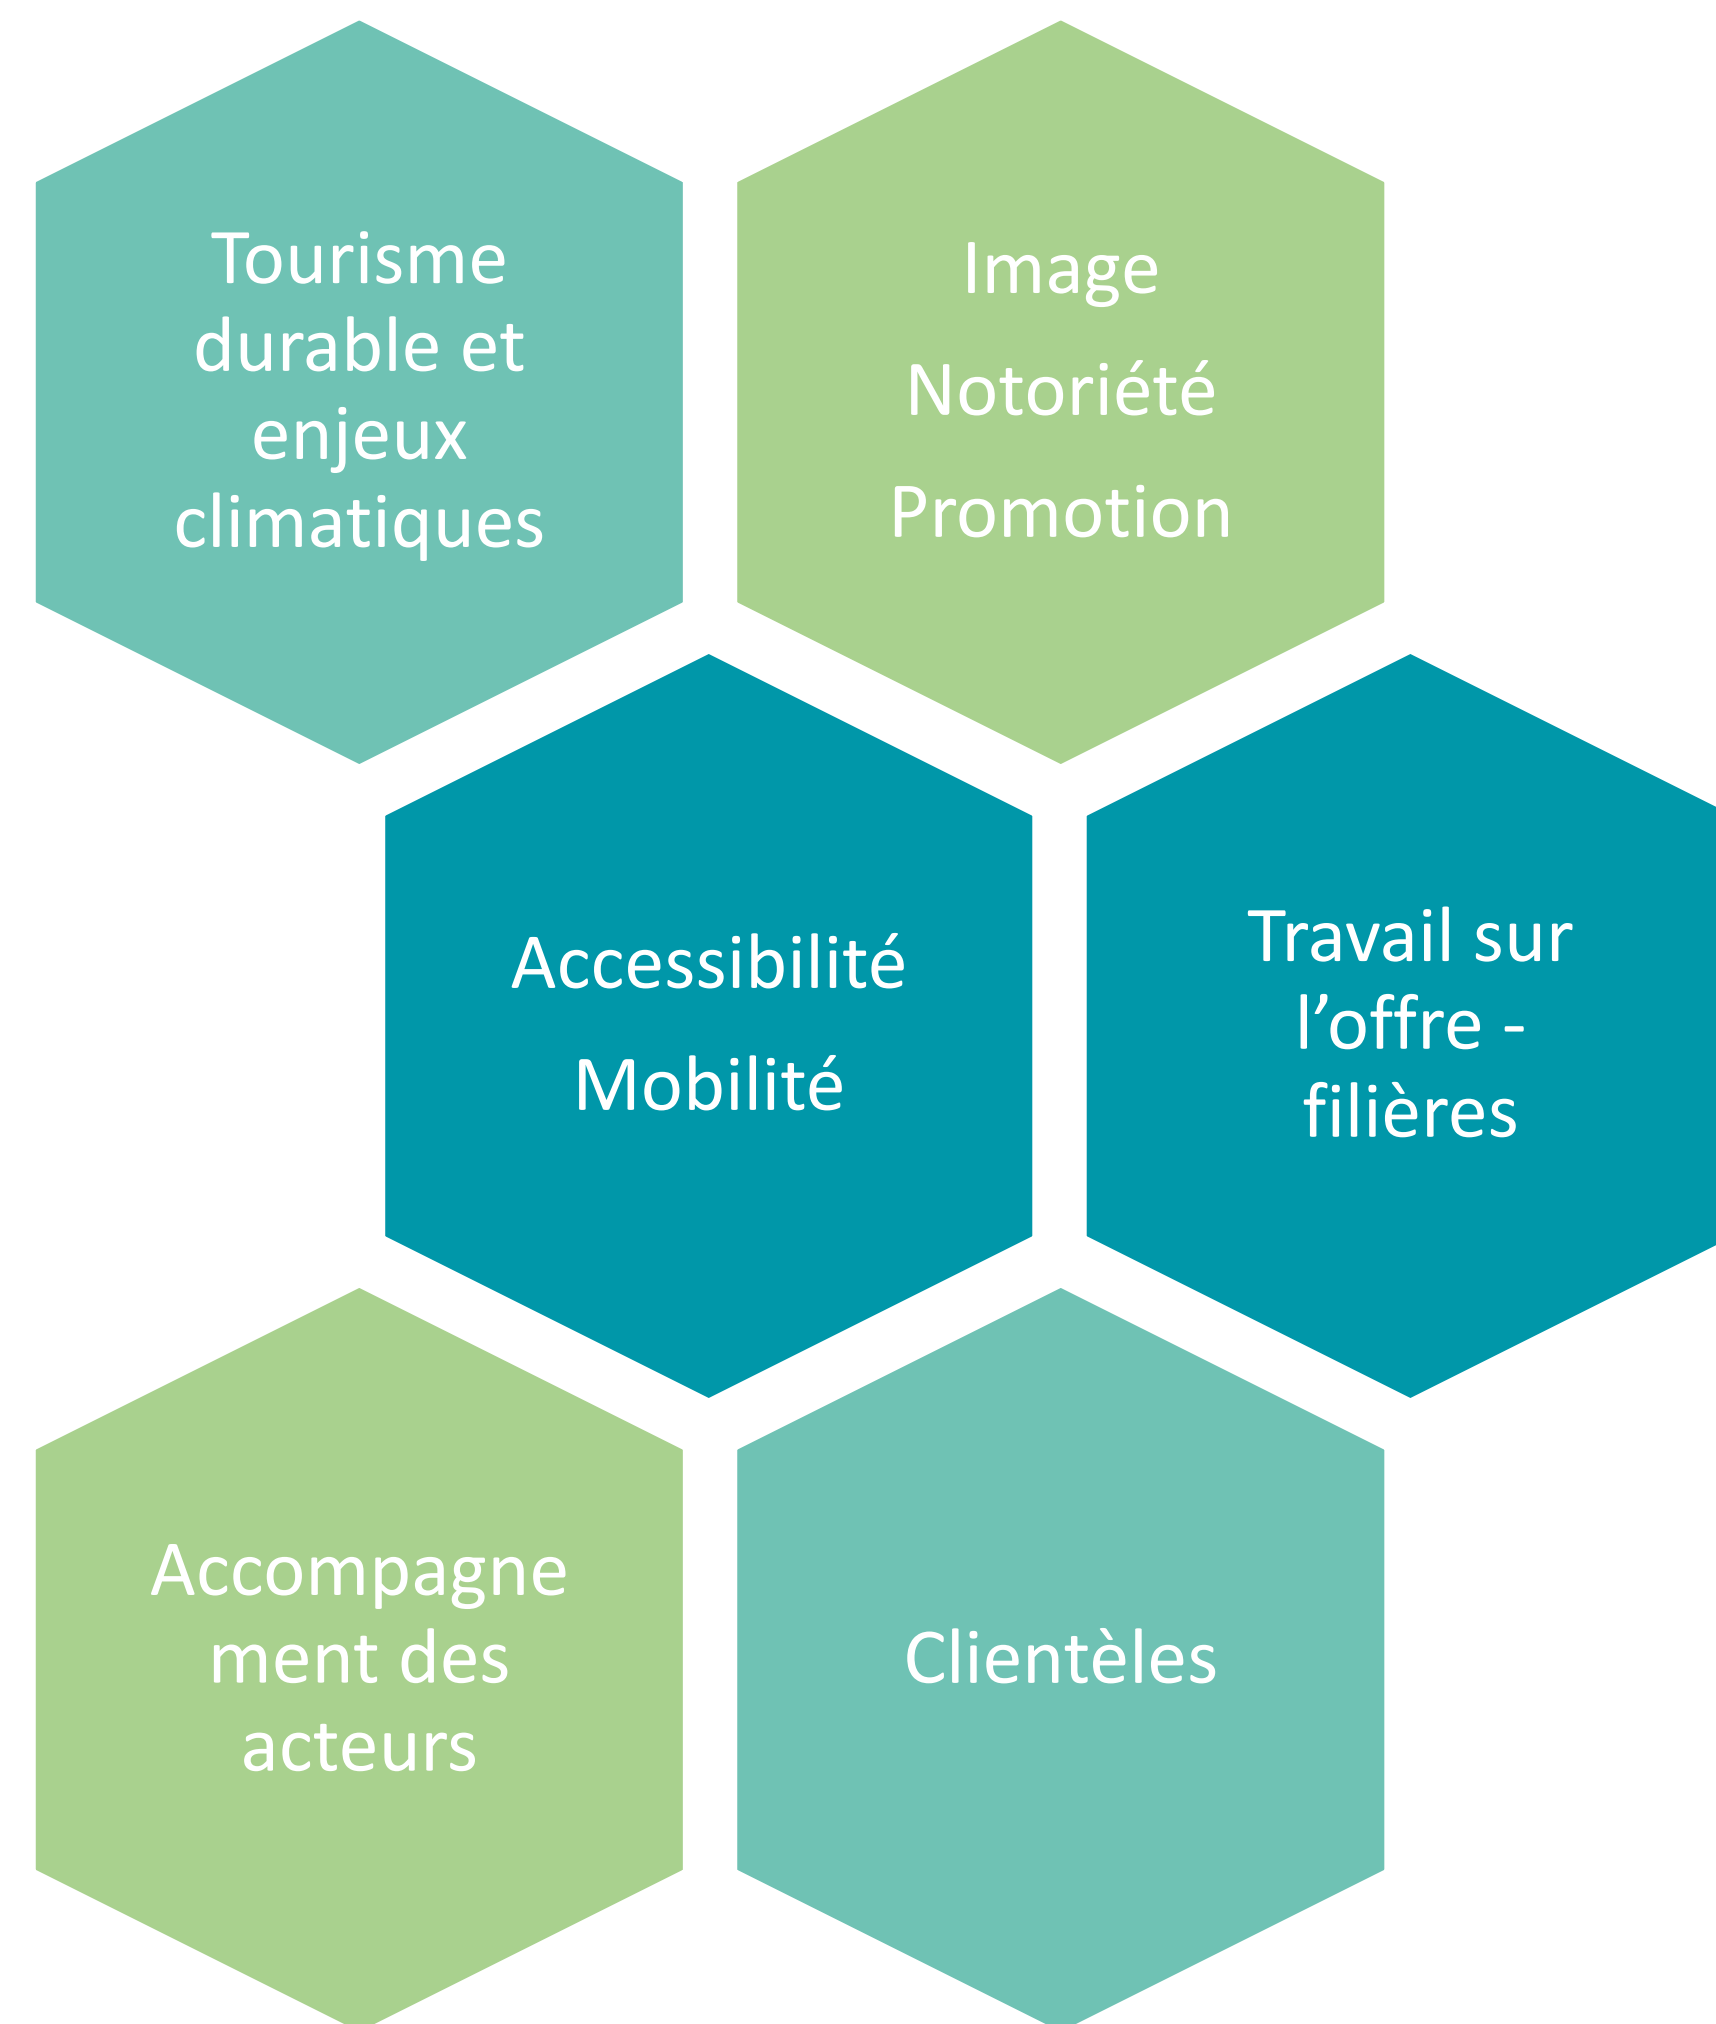 Tourisme
durable et
enjeux
climatiques
Image
Notoriété
Promotion
Accessibilité
Mobilité
Travail sur
l’offre -
filières
Accompagne
ment des
acteurs
Clientèles